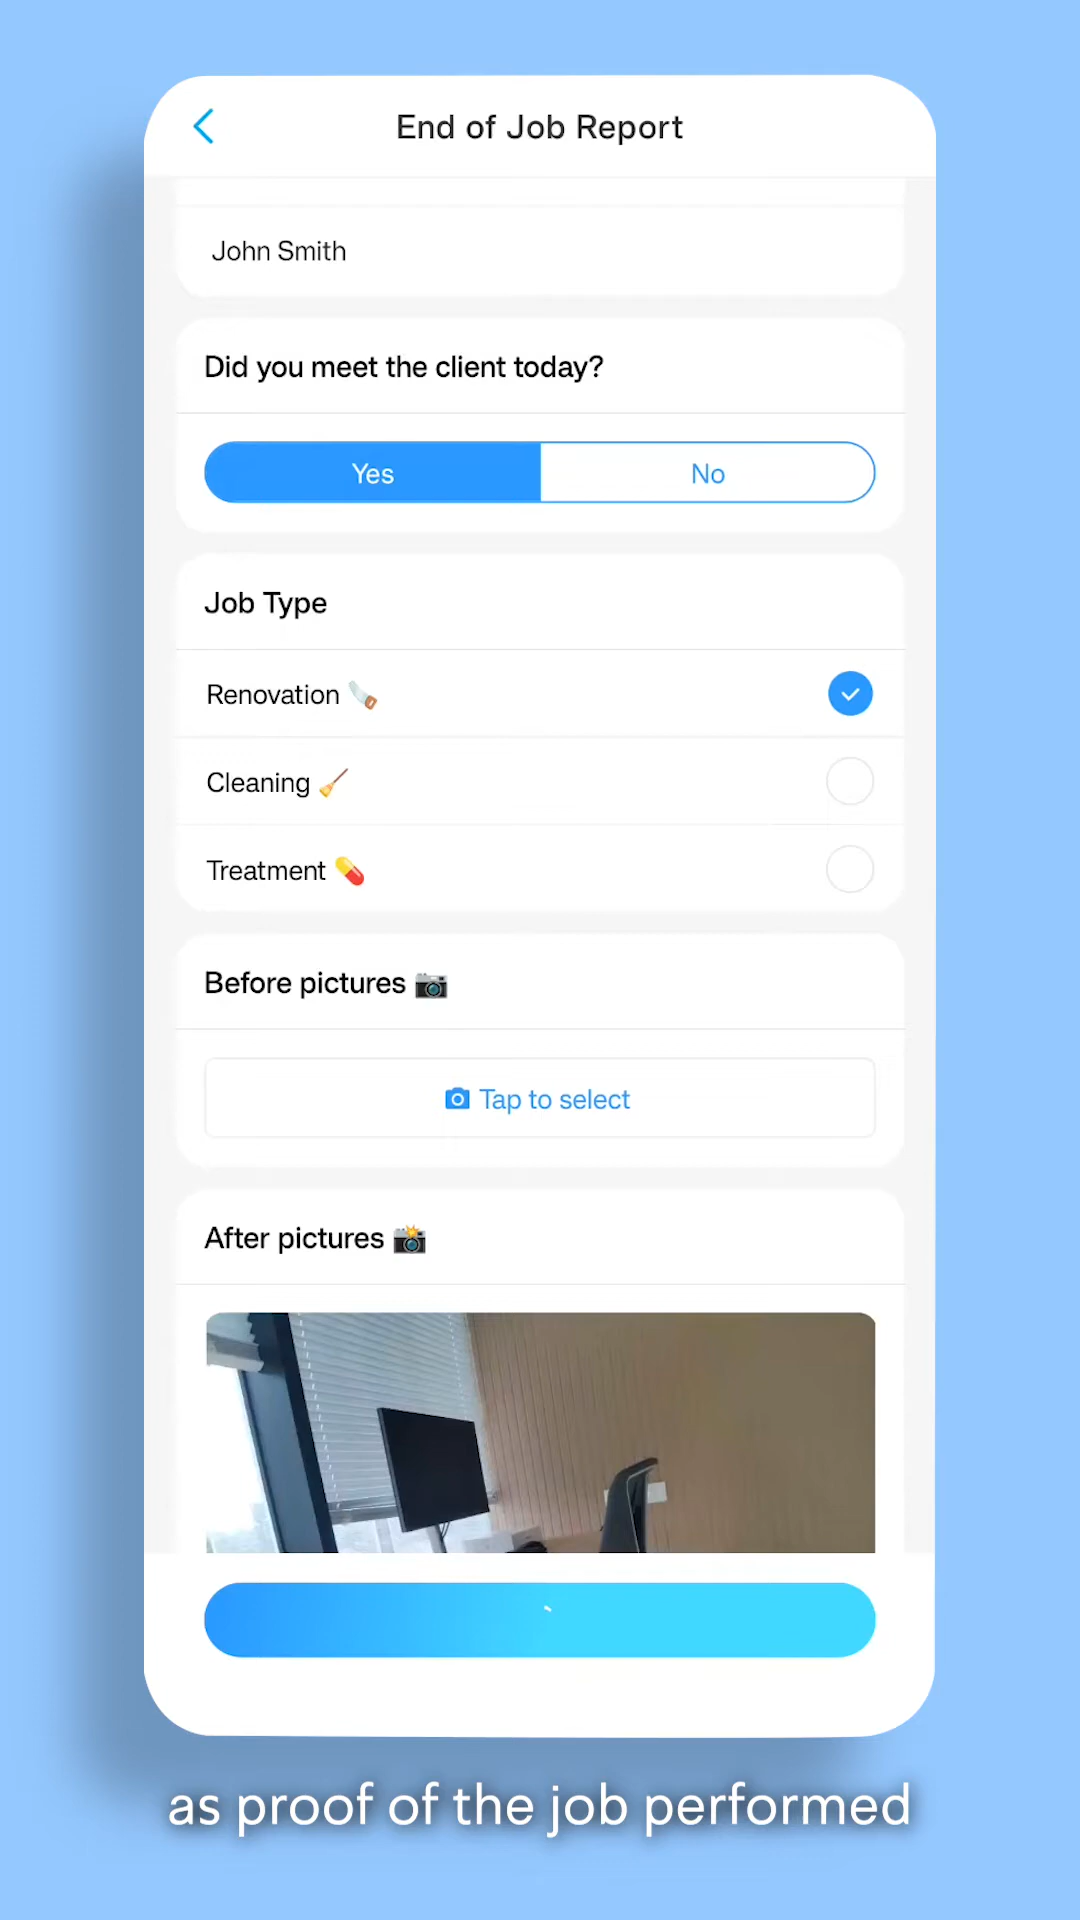 End of Job Report
John Smith
Did you meet the client today?
Yes
No
Job Type
Renovation
Cleaning
Treatment
Before pictures
Tap to select
After pictures
as proof of the job performed